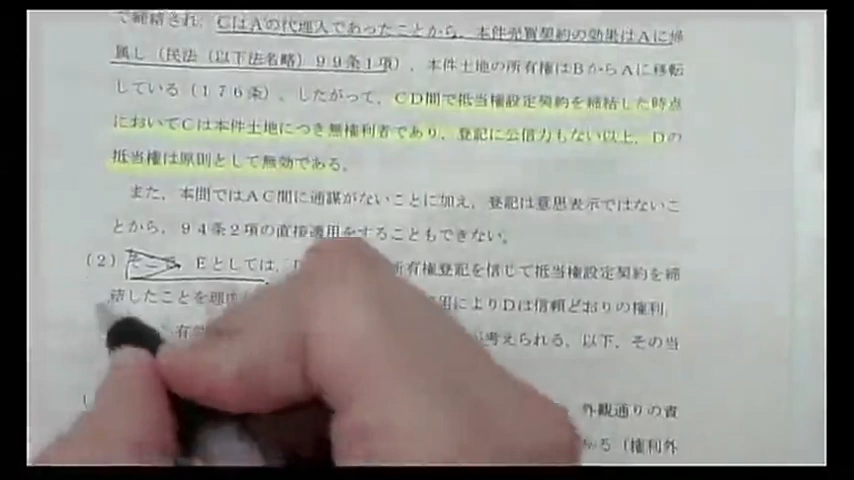 で締結され，CはAの代理人であったことから，本件売買契約の効果はAに帰
属し（民法（以下法名略）９９条１項），本件土地の所有権はBからAに移転
している（１７６条）。したがって，CD間で抵当権設定契約を締結した時点
においてCは本件土地につき無権利者であり，登記に公信力もない以上，Dの
抵当権は原則として無効である。
また，本問ではAC間に通謀がないことに加え，登記は意思表示ではないこ
とから，９４条２項の直接適用をすることもできない。
（２） Eとしては， 所有権登記を信じて抵当権設定契約を締
結したことを理由 によりDは信頼どおりの権利
有効 考えられる。以下，その当
外観通りの責
る（権利外